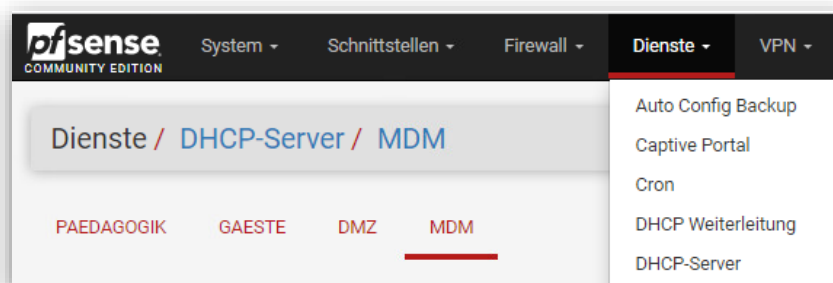 pfsense System Schnittstellen Firewall Dienste VPN
COMMUNITY EDITION
Dienste / DHCP-Server / MDM
PAEDAGOGIK GAESTE DMZ MDM
Auto Config Backup
Captive Portal
Cron
DHCP Weiterleitung
DHCP-Server